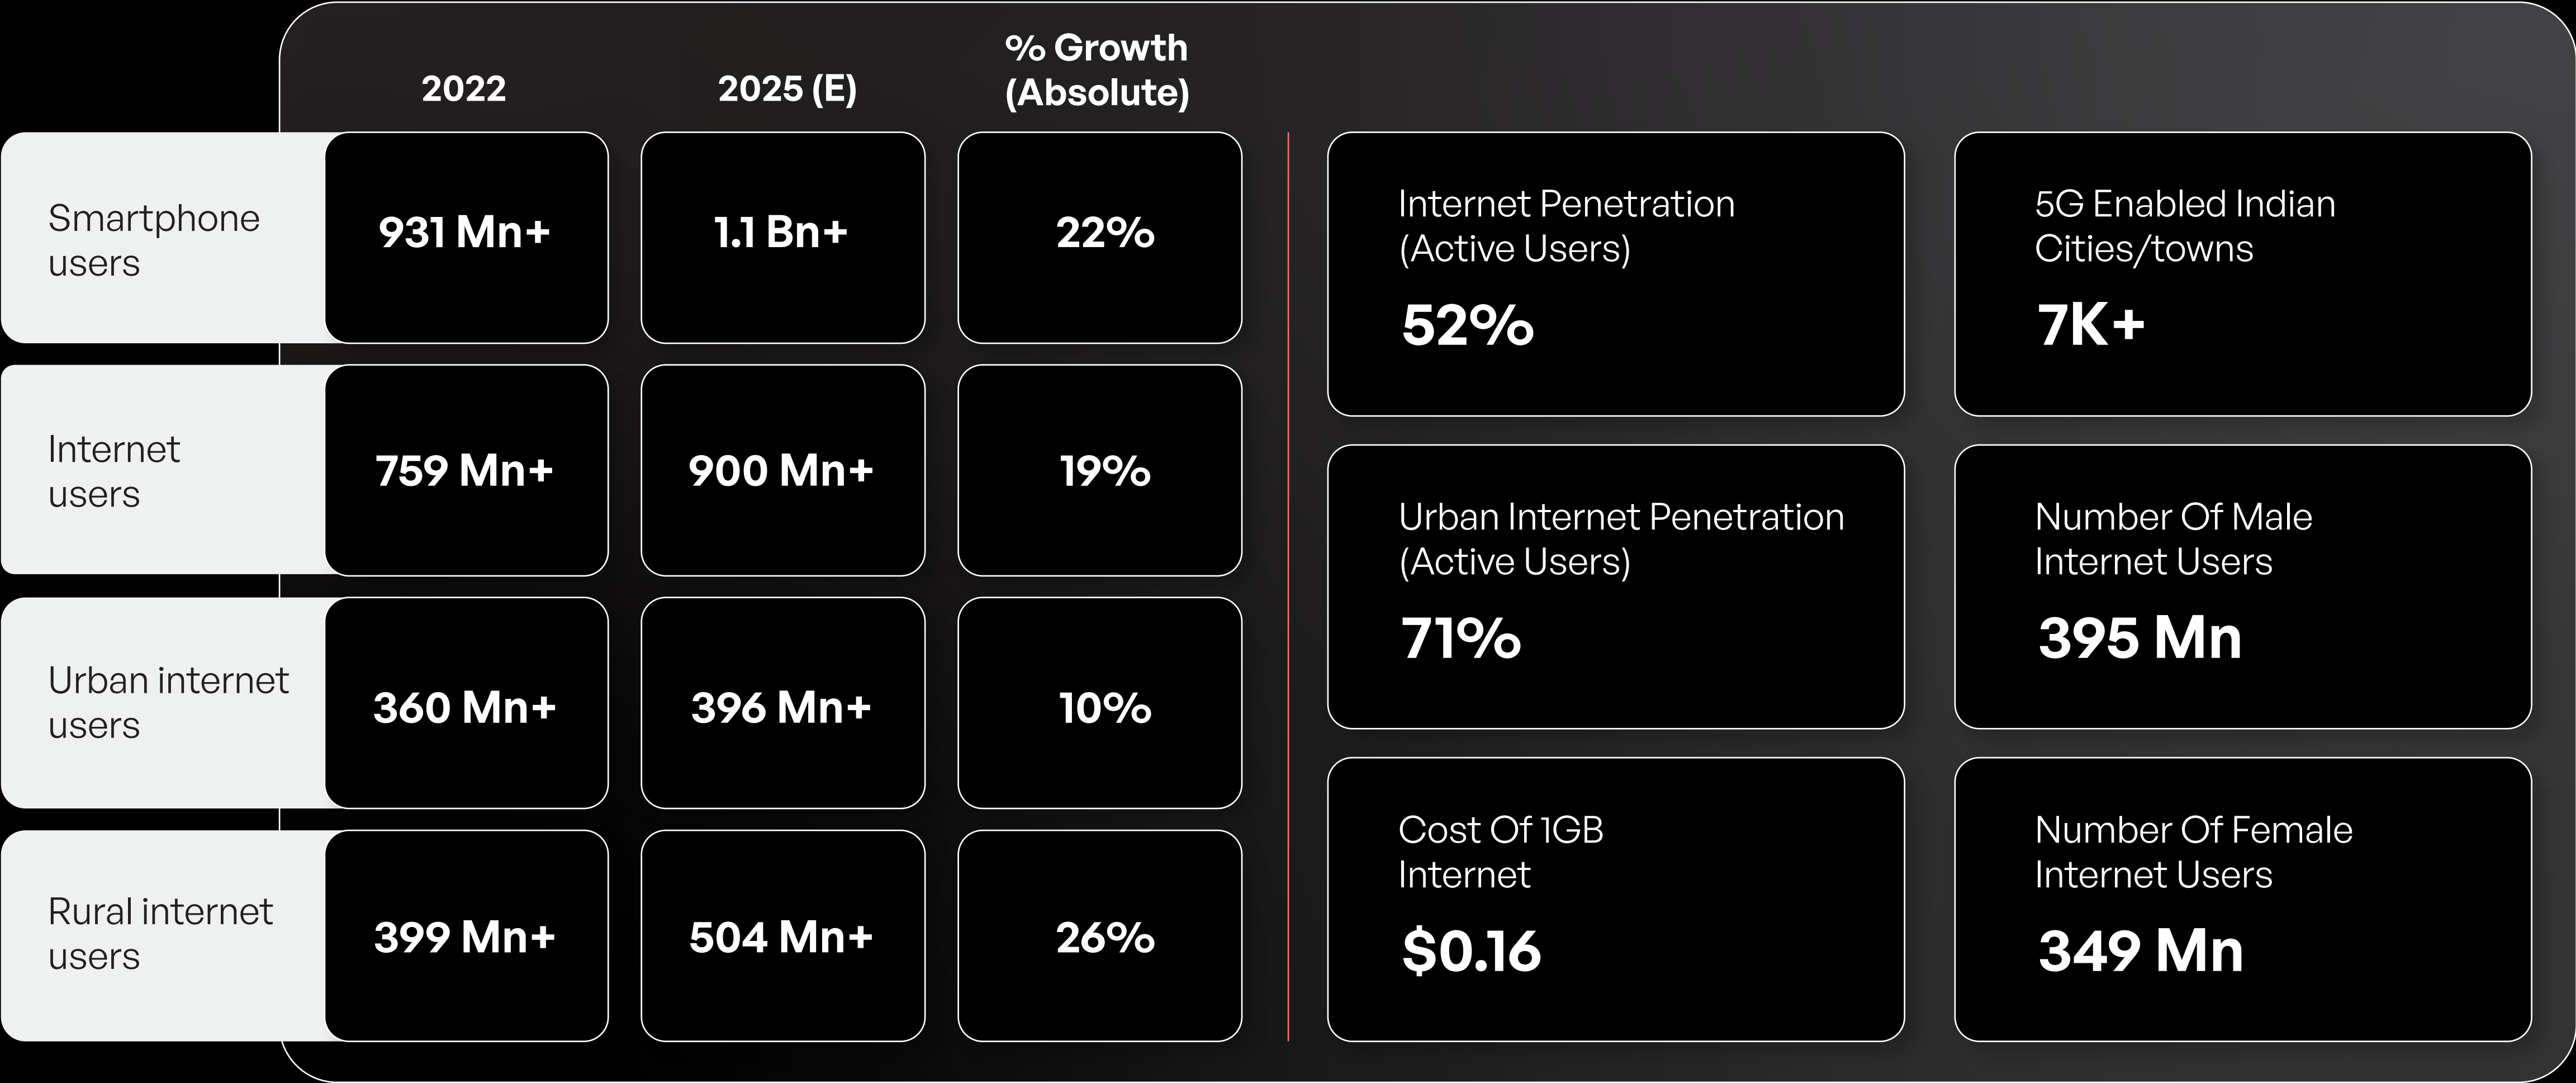 2022
2025 (E)
% Growth
(Absolute)
Smartphone
users
931 Mn+
1.1 Bn+
22%
Internet
users
759 Mn+
900 Mn+
19%
Urban internet
users
360 Mn+
396 Mn+
10%
Rural internet
users
399 Mn+
504 Mn+
26%
Internet Penetration
(Active Users)
52%
5G Enabled Indian
Cities/towns
7K+
Urban Internet Penetration
(Active Users)
71%
Number Of Male
Internet Users
395 Mn
Cost Of 1GB
Internet
$0.16
Number Of Female
Internet Users
349 Mn